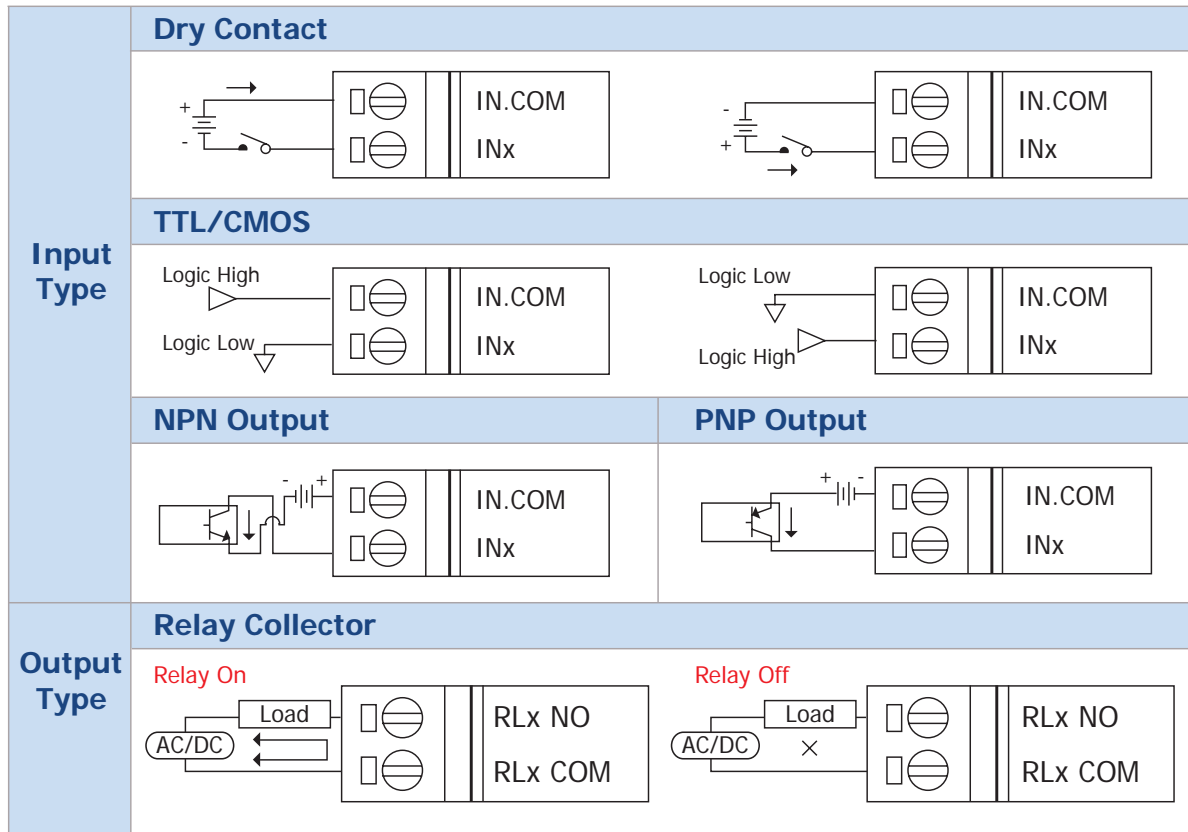 Input Type
Dry Contact
+
-
IN.COM
INx
-
+
IN.COM
INx
TTL/CMOS
Logic High
Logic Low
IN.COM
INx
Logic Low
Logic High
IN.COM
INx
NPN Output
- +
IN.COM
INx
PNP Output
+ -
IN.COM
INx
Output Type
Relay Collector
Relay On
Load
AC/DC
RLx NO
RLx COM
Relay Off
Load
AC/DC
RLx NO
RLx COM